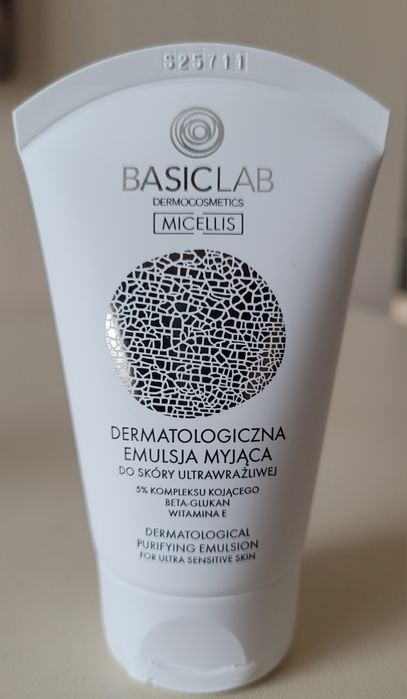 S25711
BASICLAB
DERMOCOSMETICS
MICELLIS
DERMATOLOGICZNA
EMULSJA MYJĄCA
DO SKÓRY ULTRAWRAŻLIWEJ
5% KOMPLEKSU KOJĄCEGO
BETA-GLUKAN
WITAMINA E
DERMATOLOGICAL
PURIFYING EMULSION
FOR ULTRA SENSITIVE SKIN